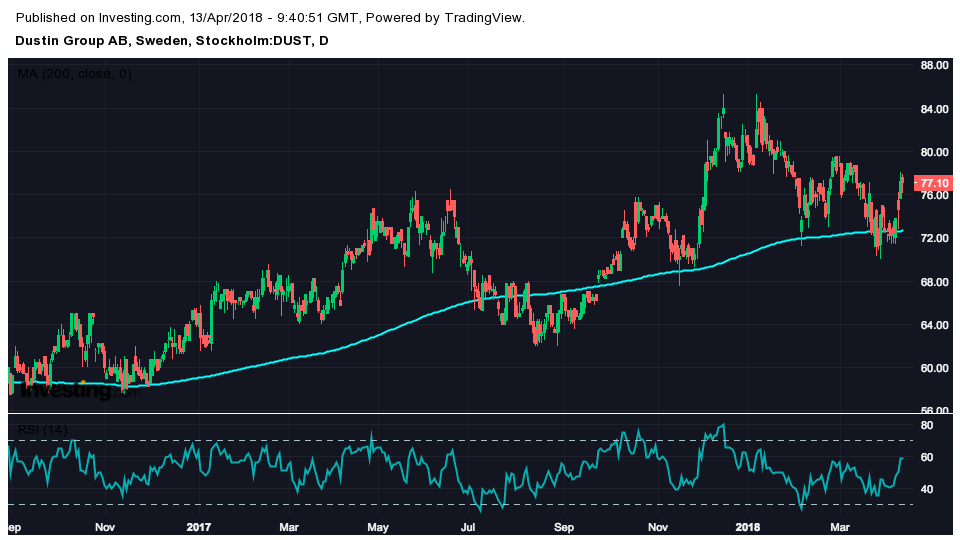 Published on Investing.com, 13/Apr/2018 - 9:40:51 GMT, Powered by TradingView.
Dustin Group AB, Sweden, Stockholm:DUST, D
MA (200, close, 0)
88.00
84.00
80.00
77.10
76.00
72.00
68.00
64.00
60.00
56.00
Investing.com
RSI (14)
80
60
40
ep Nov 2017 Mar May Jul Sep Nov 2018 Mar